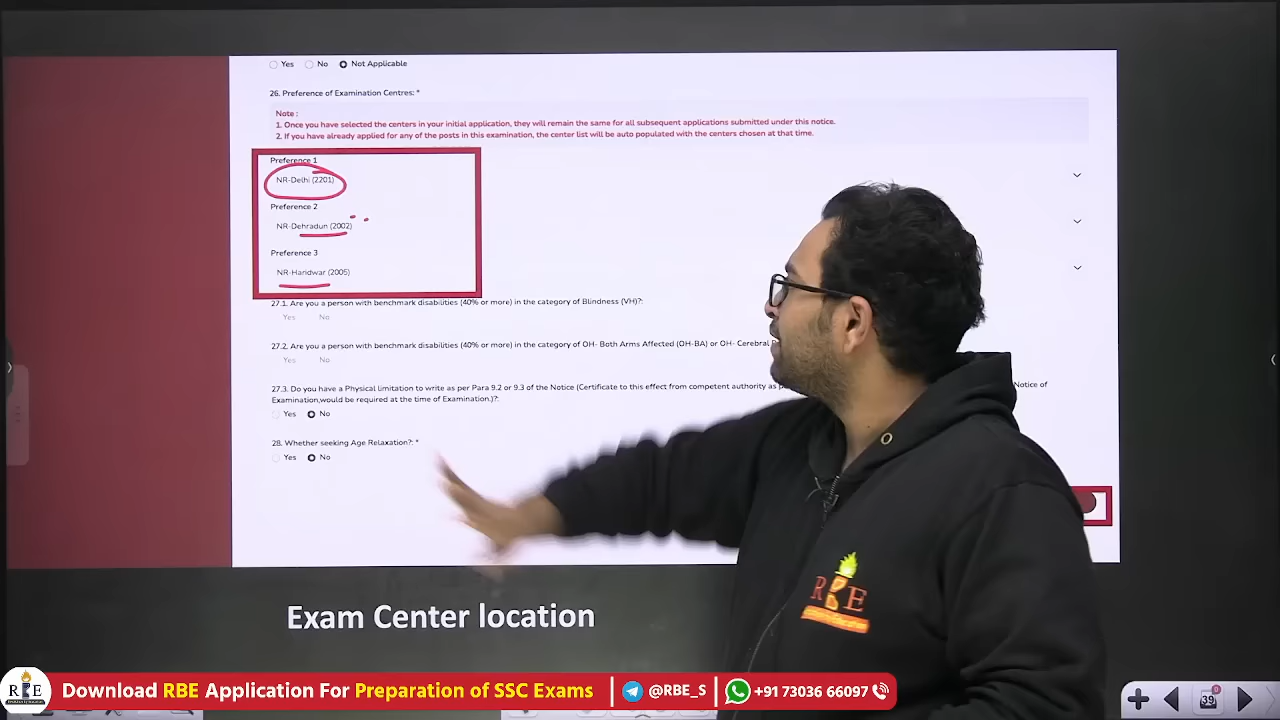 Yes No Not Applicable
26. Preference of Examination Centres: *
Note :
1. Once you have selected the centers in your initial application, they will remain the same for all subsequent applications submitted under this notice.
2. If you have already applied for any of the posts in this examination, the center list will be auto populated with the centers chosen at that time.
Preference 1
NR-Delhi (2201)
Preference 2
NR-Dehradun (2002)
Preference 3
NR-Haridwar (2005)
27.1. Are you a person with benchmark disabilities (40% or more) in the category of Blindness (VH)?:
Yes No
27.2. Are you a person with benchmark disabilities (40% or more) in the category of OH- Both Arms Affected (OH-BA) or OH- Cerebral
Yes No
27.3. Do you have a Physical limitation to write as per Para 9.2 or 9.3 of the Notice (Certificate to this effect from competent authority as Notice of
Examination,would be required at the time of Examination.)?:
Yes No
28. Whether seeking Age Relaxation?: *
Yes No
RBE
Exam Center location
RBE
Download RBE Application For Preparation of SSC Exams
@RBE_S
+91 73036 66097
39